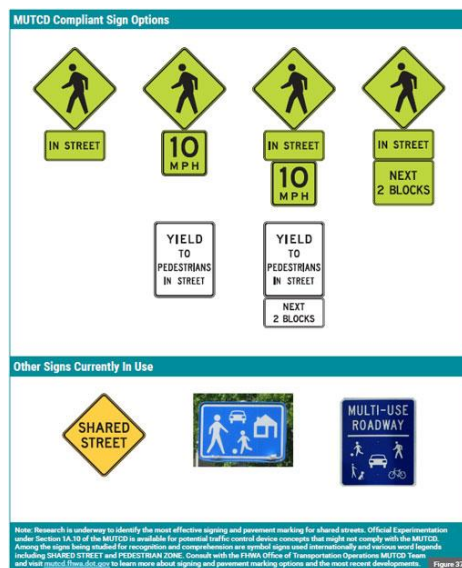 MUTCD Compliant Sign Options
IN STREET
10
MPH
IN STREET
10
MPH
IN STREET
NEXT
2 BLOCKS
YIELD
TO
PEDESTRIANS
IN STREET
YIELD
TO
PEDESTRIANS
IN STREET
NEXT
2 BLOCKS
Other Signs Currently In Use
SHARED
STREET
MULTI-USE
ROADWAY
Note: Research is underway to identify the most effective signing and pavement marking for shared streets. Official Experimentation
under Section 1A.10 of the MUTCD is available for potential traffic control device concepts that might not comply with the MUTCD.
Among the signs being studied for recognition and comprehension are symbol signs used internationally and various word legends
including SHARED STREET and PEDESTRIAN ZONE. Consult with the FHWA Office of Transportation Operations MUTCD Team
and visit mutcd.fhwa.dot.gov to learn more about signing and pavement marking options and the most recent developments.
Figure 37